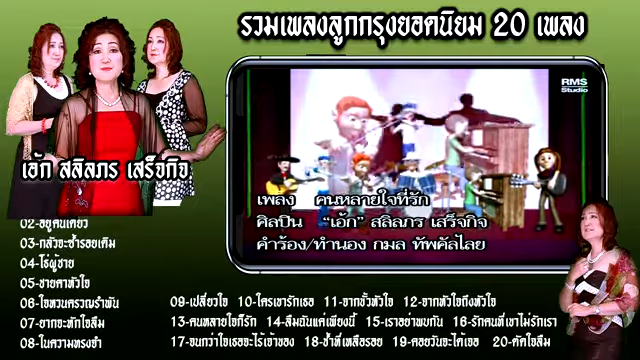 รวมเพลงลูกกรุงยอดนิยม 20 เพลง
RMS
Studio
เอ้ก สลิลภร เสร็จกิจ
เพลง คนหลายใจที่รัก
ศิลปิน "เอ้ก" สลิลภร เสร็จกิจ
คำร้อง/ทำนอง กมล ทัพคัลไลย
02-อยู่คนเดียว
03-กลัวจะช้ำรอยเดิม
04-โธ่ผู้ชาย
05-ชายคาหัวใจ
06-ใจหวนครวญรำพัน
07-ยากจะหักใจลืม
08-ในความทรงจำ
09-เปลี่ยวใจ 10-ใครเขารักเธอ 11-จากขั้วหัวใจ 12-จากหัวใจถึงหัวใจ
13-คนหลายใจก็รัก 14-ลืมฉันแค่เพียงนี้ 15-เราอย่าพบกัน 16-รักคนที่เขาไม่รักเรา
17-จนกว่าใจเธอจะไร้เจ้าของ 18-ช้ำที่เหลือรอย 19-คอยวันจะได้เจอ 20-ตัดใจลืม